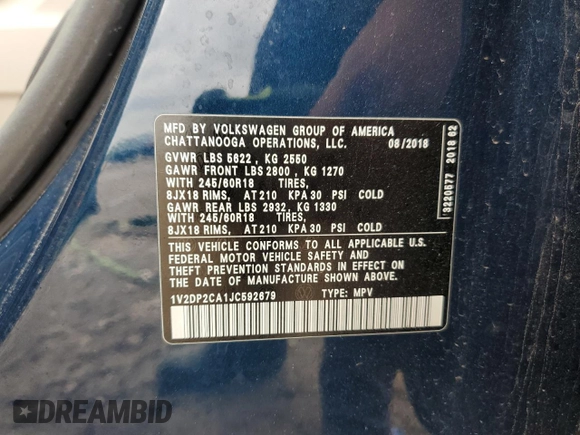 MFD BY VOLKSWAGEN GROUP OF AMERICA
CHATTANOOGA OPERATIONS, LLC. 08/2018
GVWR LBS 5622 , KG 2550
GAWR FRONT LBS 2800 , KG 1270
WITH 245/60R18 TIRES,
8JX18 RIMS, AT 210 KPA 30 PSI COLD
GAWR REAR LBS 2932, KG 1330
WITH 245/60R18 TIRES,
8JX18 RIMS, AT 210 KPA 30 PSI COLD
THIS VEHICLE CONFORMS TO ALL APPLICABLE U.S.
FEDERAL MOTOR VEHICLE SAFETY AND
THEFT PREVENTION STANDARDS IN EFFECT ON
THE DATE OF MANUFACTURE SHOWN ABOVE.
1V2DP2CA1JC592679 TYPE: MPV
3220577 2018 62
DREAMBID